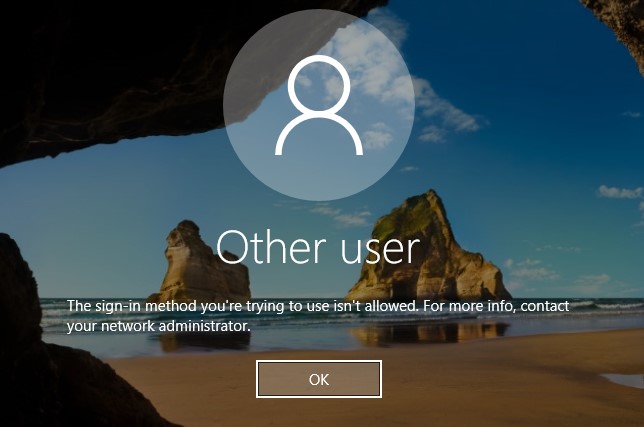 Other user
The sign-in method you're trying to use isn't allowed. For more info, contact
your network administrator.
OK